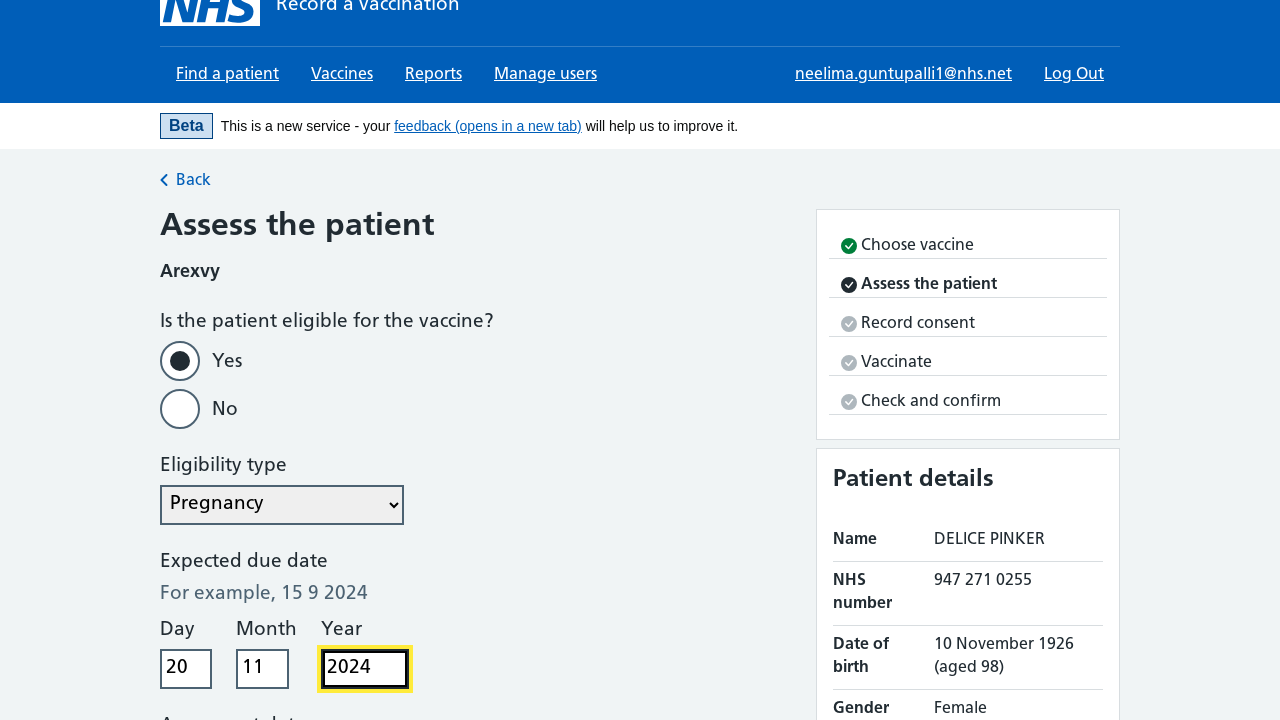 NHS Record a vaccination
Find a patient Vaccines Reports Manage users neelima.guntupalli1@nhs.net Log Out
Beta This is a new service - your feedback (opens in a new tab) will help us to improve it.
Back
Assess the patient
Arexvy
Is the patient eligible for the vaccine?
Yes
No
Eligibility type
Pregnancy
Expected due date
For example, 15 9 2024
Day Month Year
20 11 2024
Choose vaccine
Assess the patient
Record consent
Vaccinate
Check and confirm
Patient details
Name DELICE PINKER
NHS number 947 271 0255
Date of birth 10 November 1926 (aged 98)
Gender Female